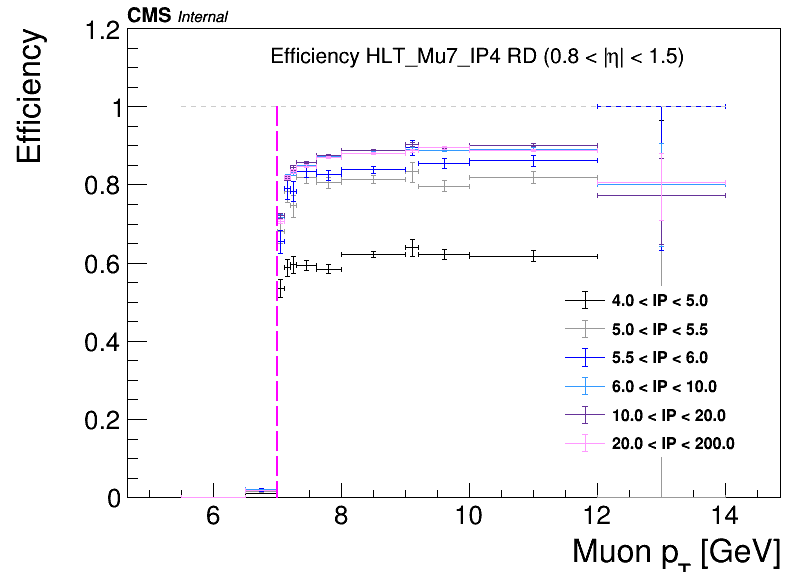 CMS Internal
Efficiency HLT_Mu7_IP4 RD (0.8 < |η| < 1.5)
Efficiency
1.2
1
0.8
0.6
0.4
0.2
0
4.0 < IP < 5.0
5.0 < IP < 5.5
5.5 < IP < 6.0
6.0 < IP < 10.0
10.0 < IP < 20.0
20.0 < IP < 200.0
6 8 10 12 14
Muon p_T [GeV]